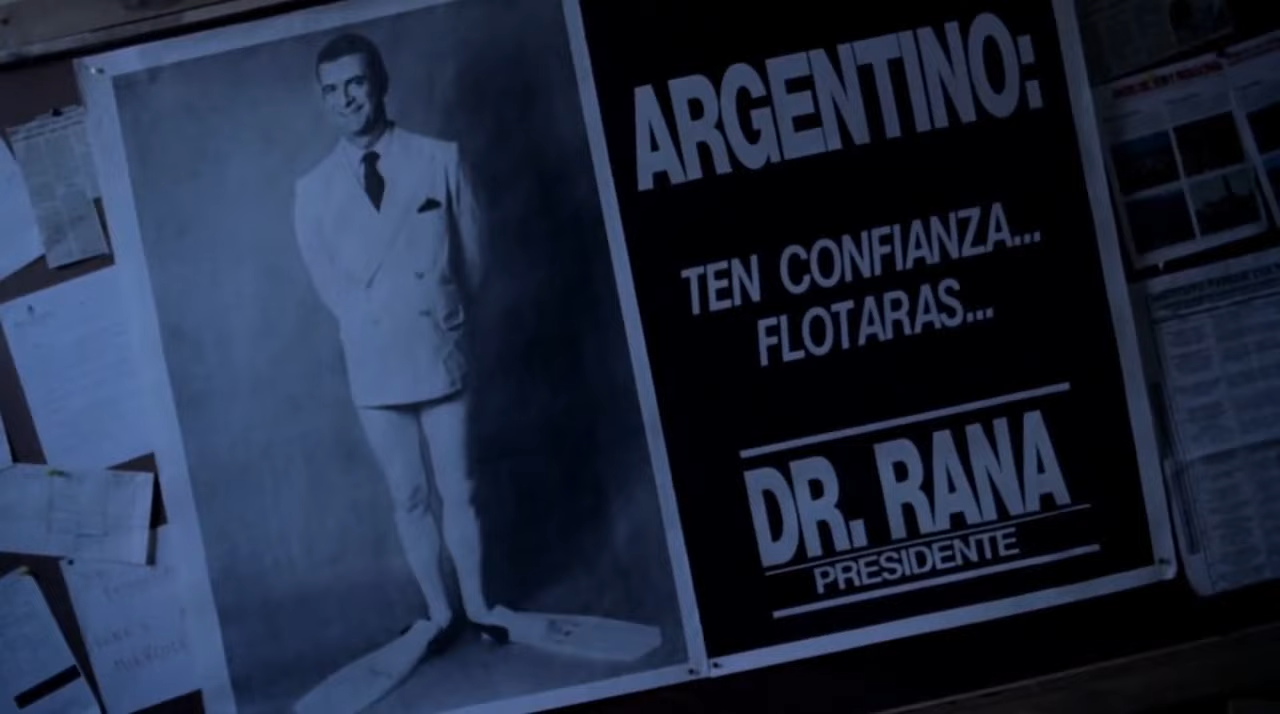 ARGENTINO:
TEN CONFIANZA...
FLOTARAS...
DR. RANA
PRESIDENTE